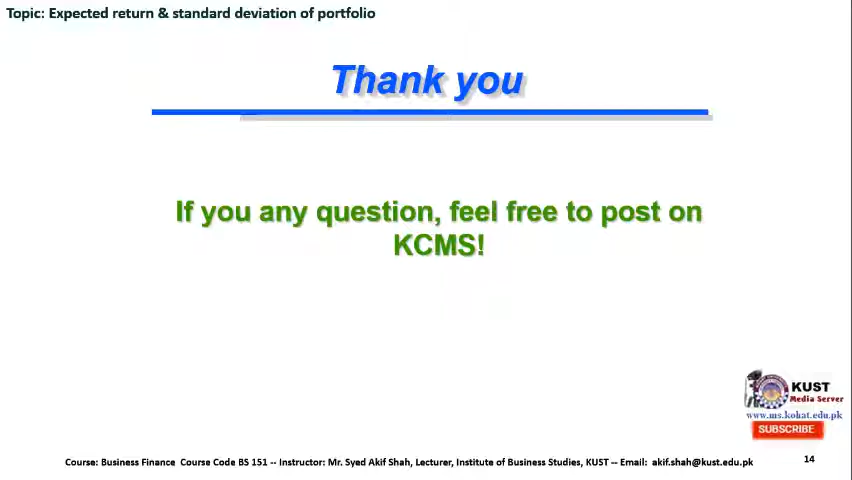 Topic: Expected return & standard deviation of portfolio
Thank you
If you any question, feel free to post on
KCMS!
KUST
Media Server
www.ms.kohat.edu.pk
SUBSCRIBE
Course: Business Finance Course Code BS 151 -- Instructor: Mr. Syed Akif Shah, Lecturer, Institute of Business Studies, KUST -- Email: akif.shah@kust.edu.pk
14